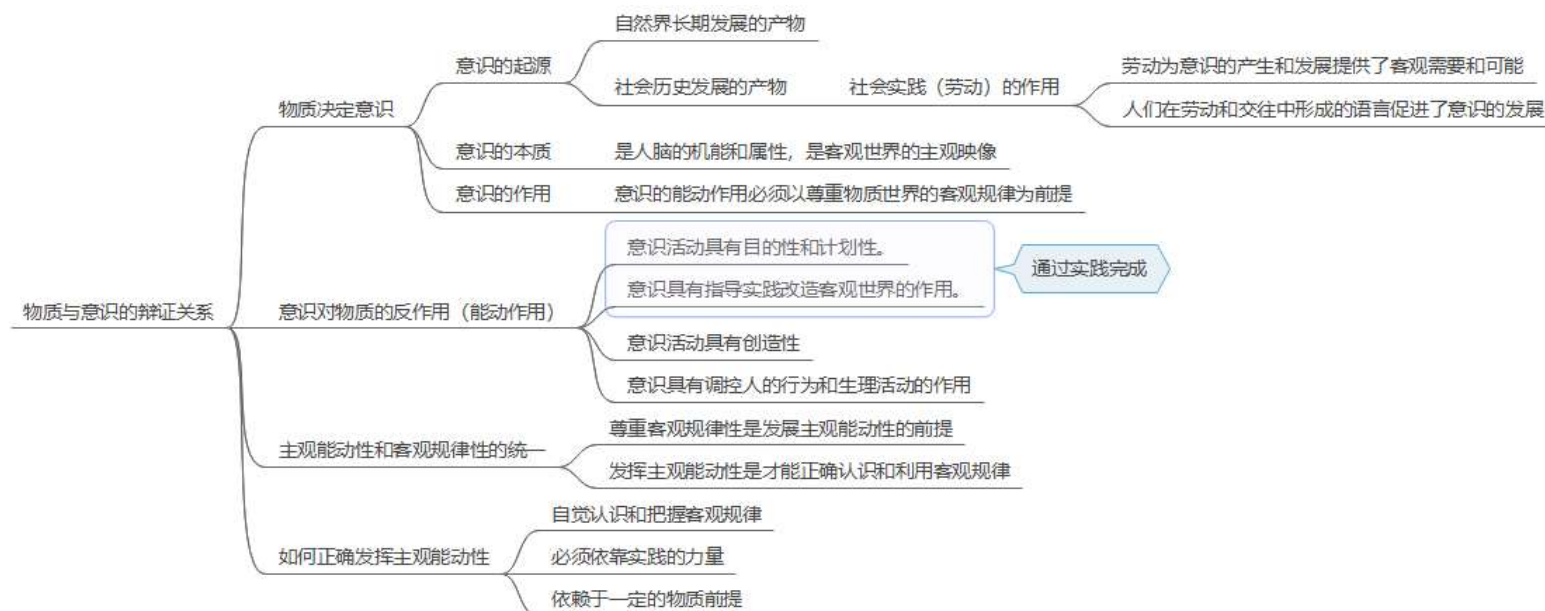 自然界长期发展的产物
意识的起源
社会历史发展的产物
社会实践（劳动）的作用
劳动为意识的产生和发展提供了客观需要和可能
人们在劳动和交往中形成的语言促进了意识的发展
物质决定意识
意识的本质
是人脑的机能和属性，是客观世界的主观映像
意识的作用
意识的能动作用必须以尊重物质世界的客观规律为前提
意识活动具有目的性和计划性。
通过实践完成
意识具有指导实践改造客观世界的作用。
物质与意识的辩证关系
意识对物质的反作用（能动作用）
意识活动具有创造性
意识具有调控人的行为和生理活动的作用
尊重客观规律性是发展主观能动性的前提
主观能动性和客观规律性的统一
发挥主观能动性是才能正确认识和利用客观规律
自觉认识和把握客观规律
如何正确发挥主观能动性
必须依靠实践的力量
依赖于一定的物质前提